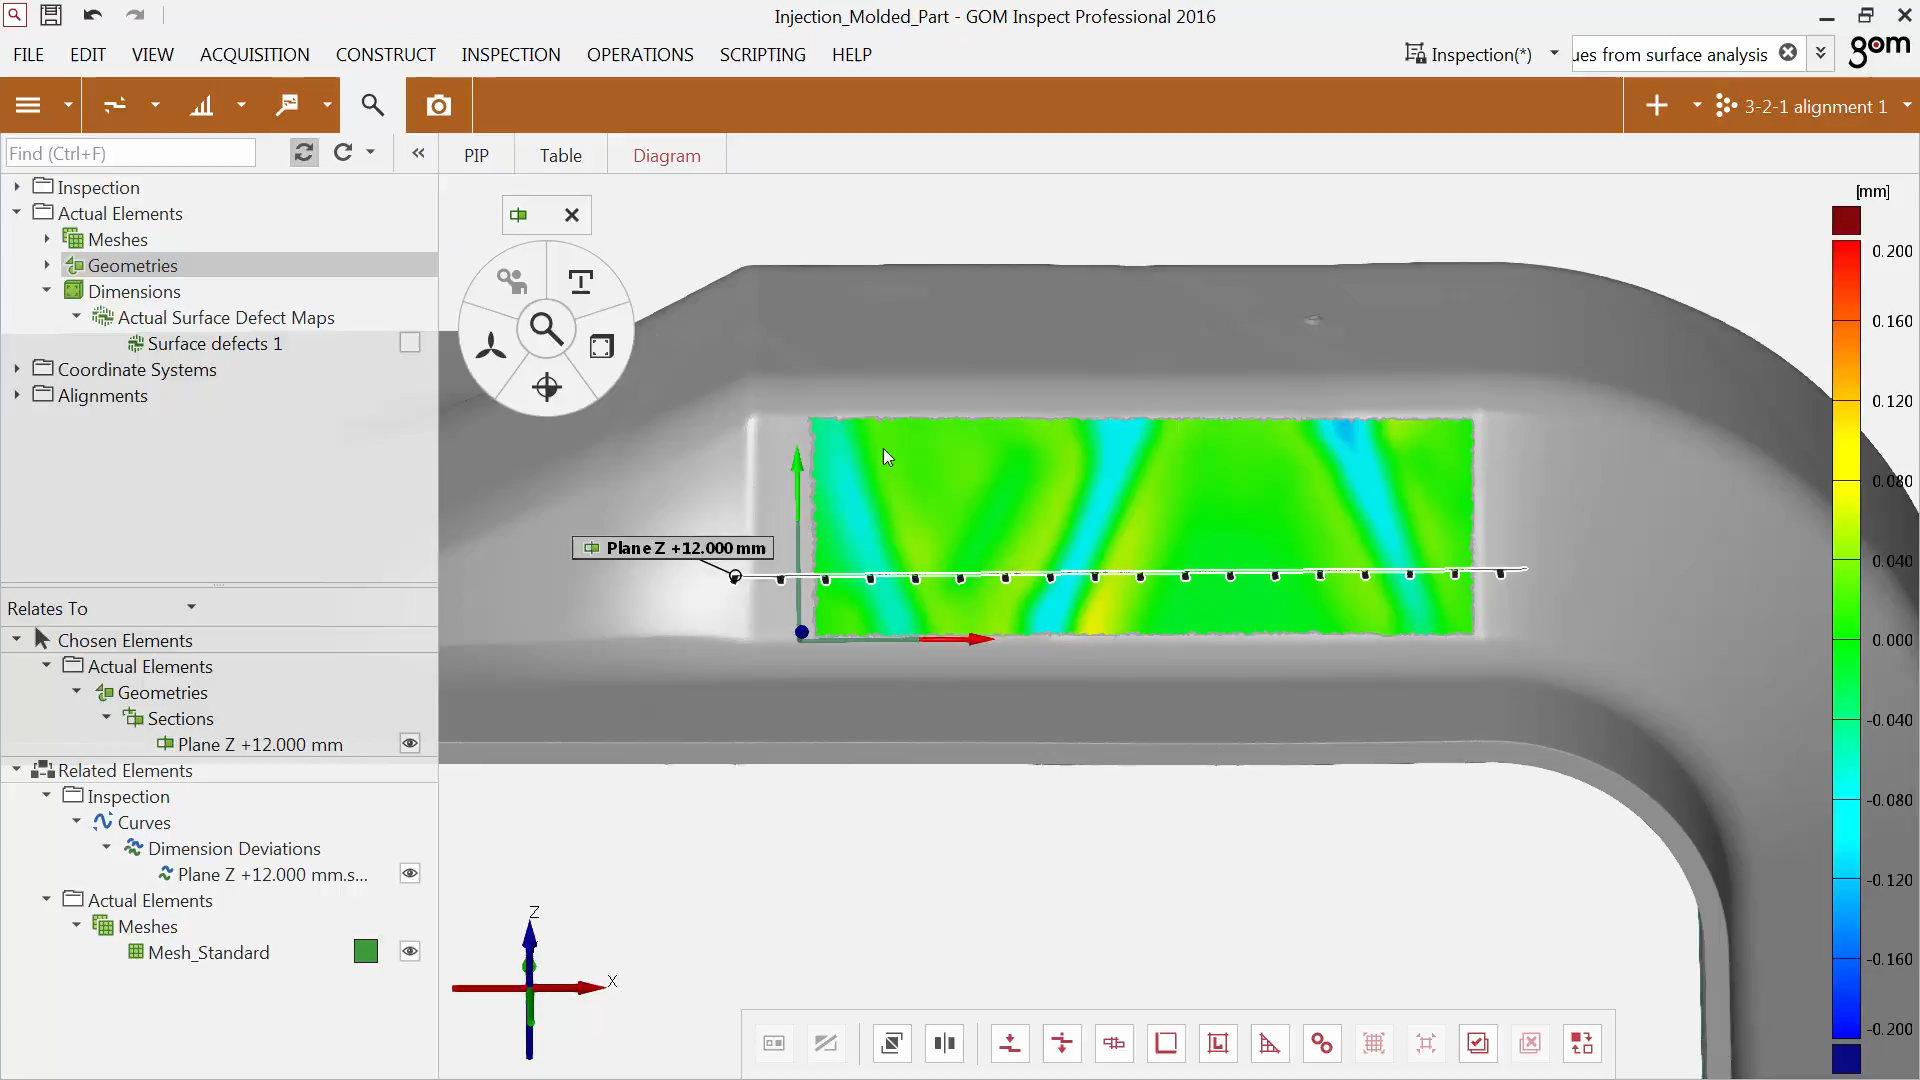 Injection_Molded_Part - GOM Inspect Professional 2016
FILE EDIT VIEW ACQUISITION CONSTRUCT INSPECTION OPERATIONS SCRIPTING HELP
Inspection(*)
ues from surface analysis
gom
3-2-1 alignment 1
Find (Ctrl+F)
PIP Table Diagram
Inspection
Actual Elements
Meshes
Geometries
Dimensions
Actual Surface Defect Maps
Surface defects 1
Coordinate Systems
Alignments
Relates To
Chosen Elements
Actual Elements
Geometries
Sections
Plane Z +12.000 mm
Related Elements
Inspection
Curves
Dimension Deviations
Plane Z +12.000 mm.s...
Actual Elements
Meshes
Mesh_Standard
Plane Z +12.000 mm
Z
X
[mm]
0.200
0.160
0.120
0.080
0.040
0.000
-0.040
-0.080
-0.120
-0.160
-0.200